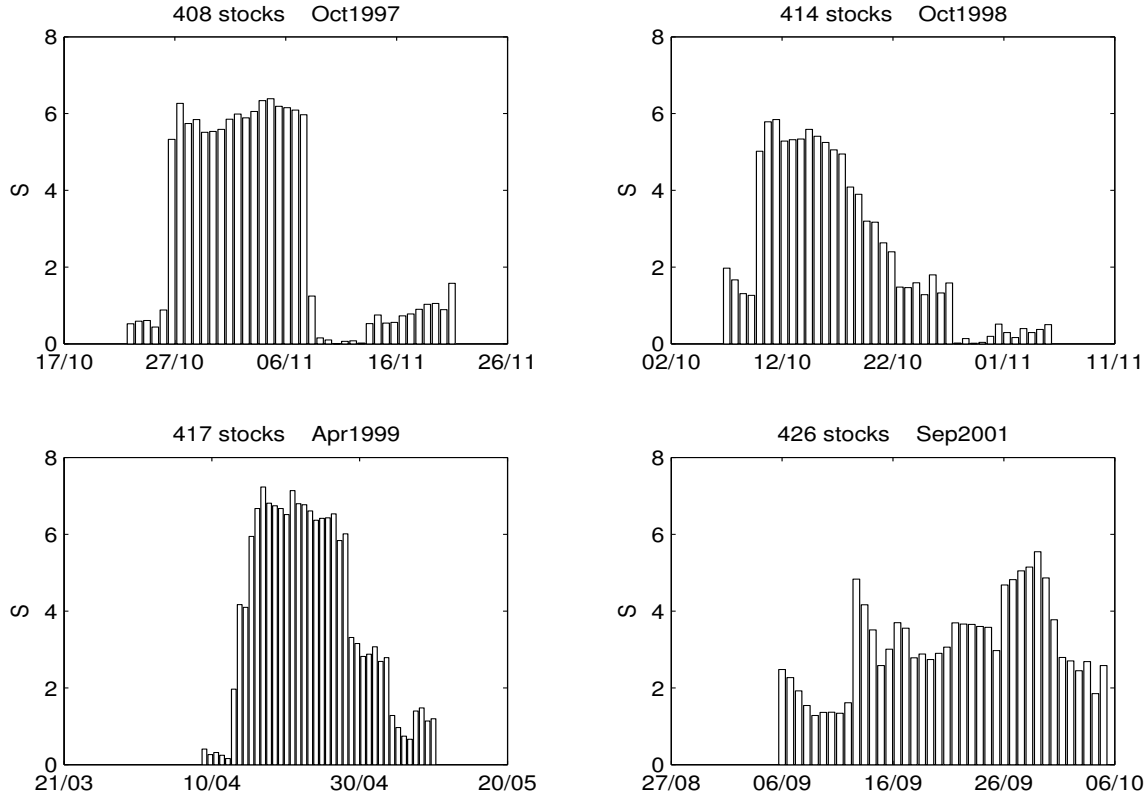 408 stocks Oct1997
8
6
4
2
0
S
17/10 27/10 06/11 16/11 26/11
414 stocks Oct1998
8
6
4
2
0
S
02/10 12/10 22/10 01/11 11/11
417 stocks Apr1999
8
6
4
2
0
S
21/03 10/04 30/04 20/05
426 stocks Sep2001
8
6
4
2
0
S
27/08 06/09 16/09 26/09 06/10